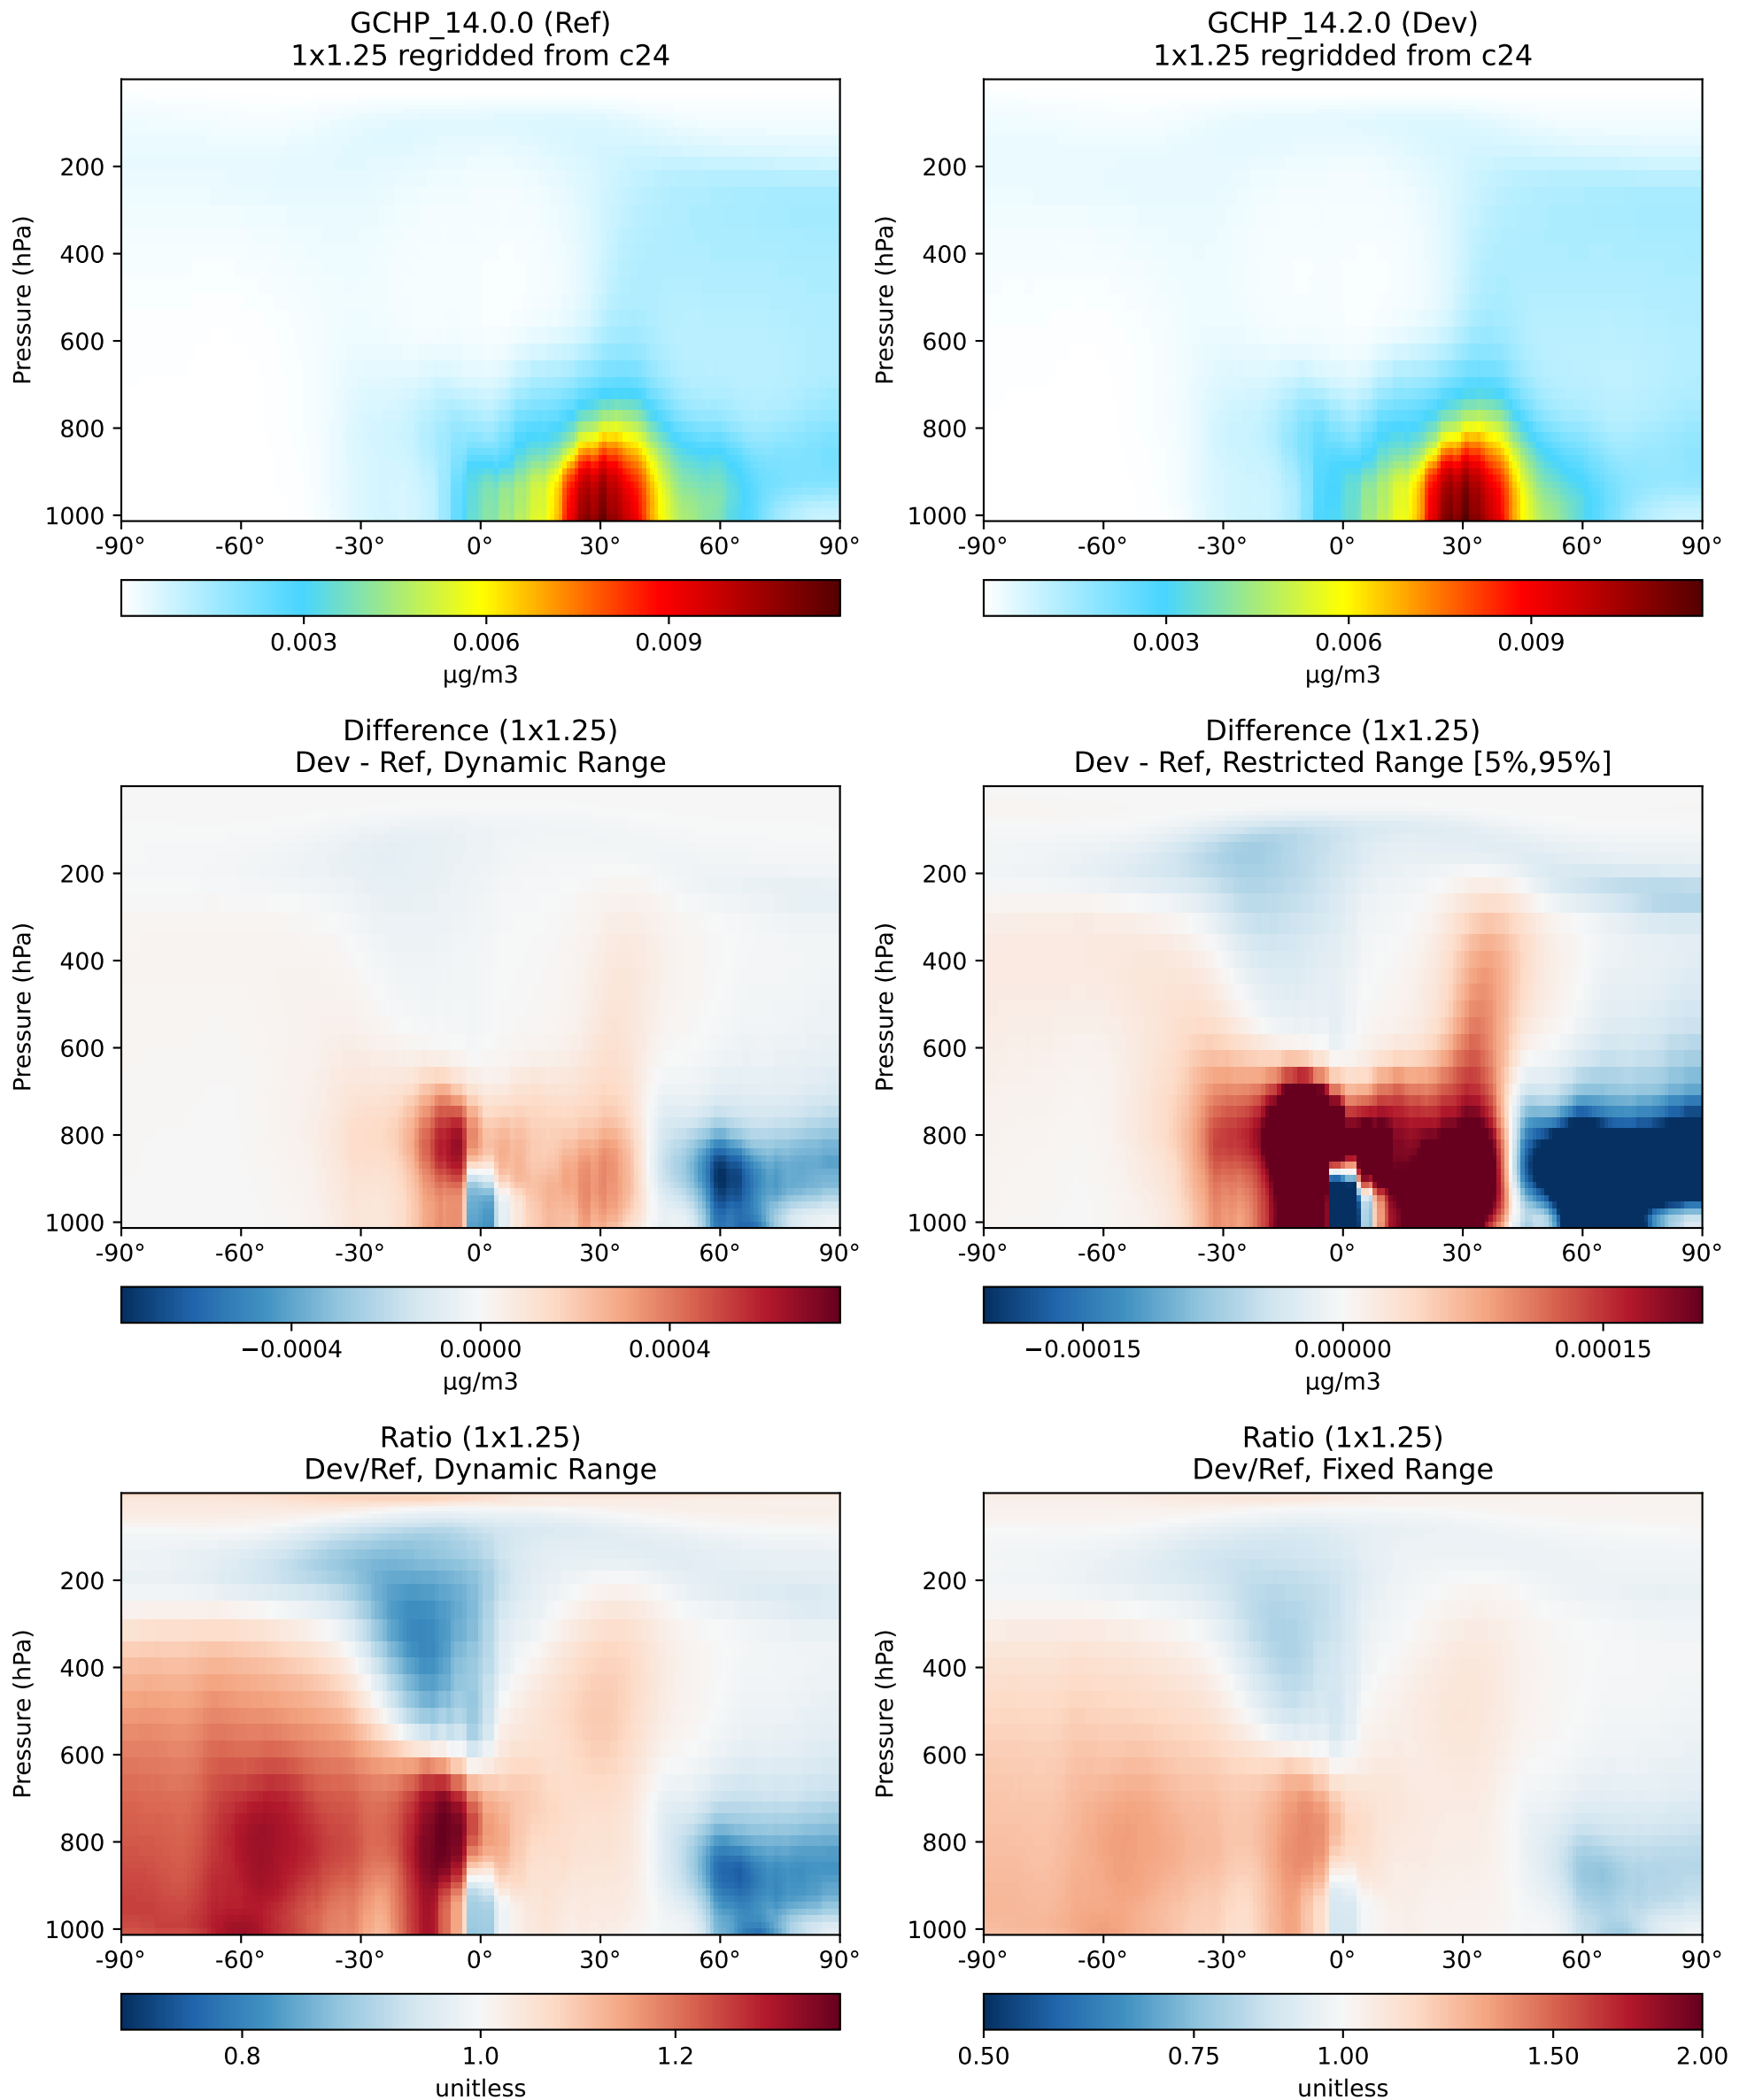 GCHP_14.0.0 (Ref)
1x1.25 regridded from c24
Pressure (hPa)
200
400
600
800
1000
-90° -60° -30° 0° 30° 60° 90°
0.003 0.006 0.009
µg/m3
GCHP_14.2.0 (Dev)
1x1.25 regridded from c24
Pressure (hPa)
200
400
600
800
1000
-90° -60° -30° 0° 30° 60° 90°
0.003 0.006 0.009
µg/m3
Difference (1x1.25)
Dev - Ref, Dynamic Range
Pressure (hPa)
200
400
600
800
1000
-90° -60° -30° 0° 30° 60° 90°
−0.0004 0.0000 0.0004
µg/m3
Difference (1x1.25)
Dev - Ref, Restricted Range [5%,95%]
Pressure (hPa)
200
400
600
800
1000
-90° -60° -30° 0° 30° 60° 90°
−0.00015 0.00000 0.00015
µg/m3
Ratio (1x1.25)
Dev/Ref, Dynamic Range
Pressure (hPa)
200
400
600
800
1000
-90° -60° -30° 0° 30° 60° 90°
0.8 1.0 1.2
unitless
Ratio (1x1.25)
Dev/Ref, Fixed Range
Pressure (hPa)
200
400
600
800
1000
-90° -60° -30° 0° 30° 60° 90°
0.50 0.75 1.00 1.50 2.00
unitless